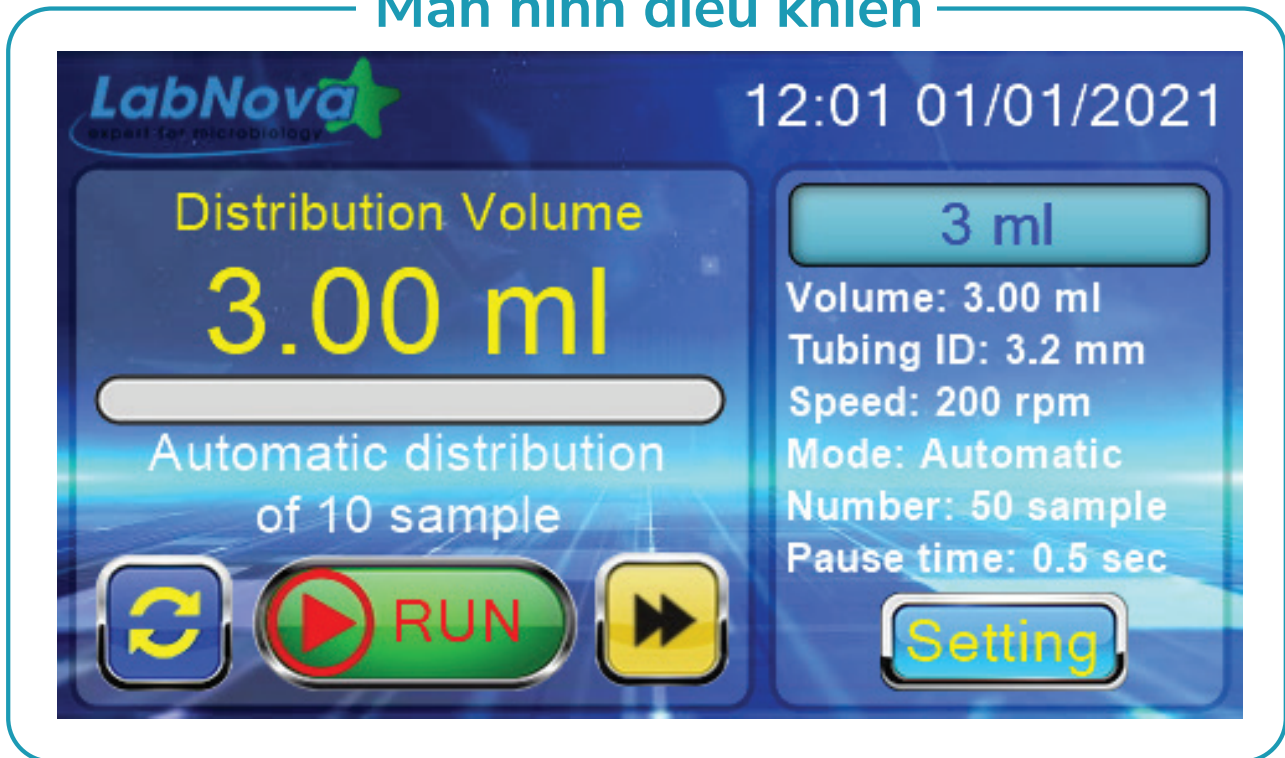 Màn hình điều khiển
LabNova
expert for microbiology
12:01 01/01/2021
Distribution Volume
3.00 ml
Automatic distribution
of 10 sample
RUN
3 ml
Volume: 3.00 ml
Tubing ID: 3.2 mm
Speed: 200 rpm
Mode: Automatic
Number: 50 sample
Pause time: 0.5 sec
Setting